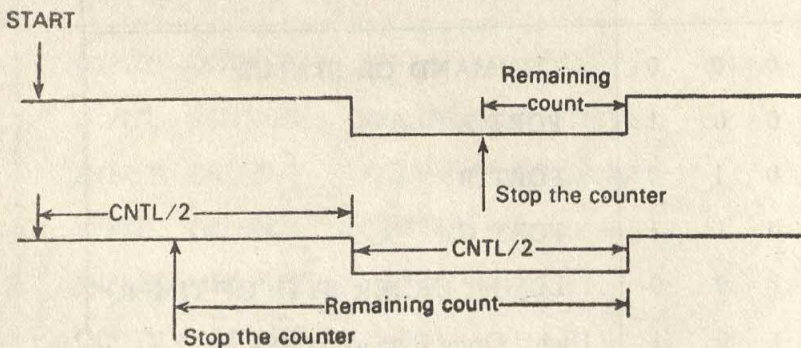 START
Remaining
count
Stop the counter
CNTL/2
CNTL/2
Remaining count
Stop the counter